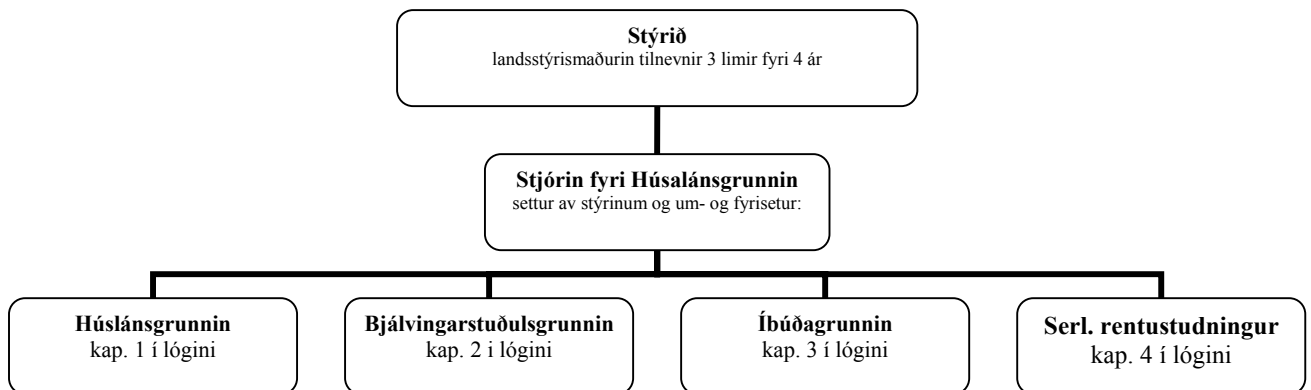 Stýrið
landsstýrismaðurin tilnevnir 3 limir fyri 4 ár
Stjórin fyri Húsalánsgrunnin
settur av stýrinum og um- og fyrisetur:
Húslánsgrunnin
kap. 1 í lógini
Bjálvingarstuðulsgrunnin
kap. 2 i lógini
Íbúðagrunnin
kap. 3 í lógini
Serl. rentustudningur
kap. 4 í lógini